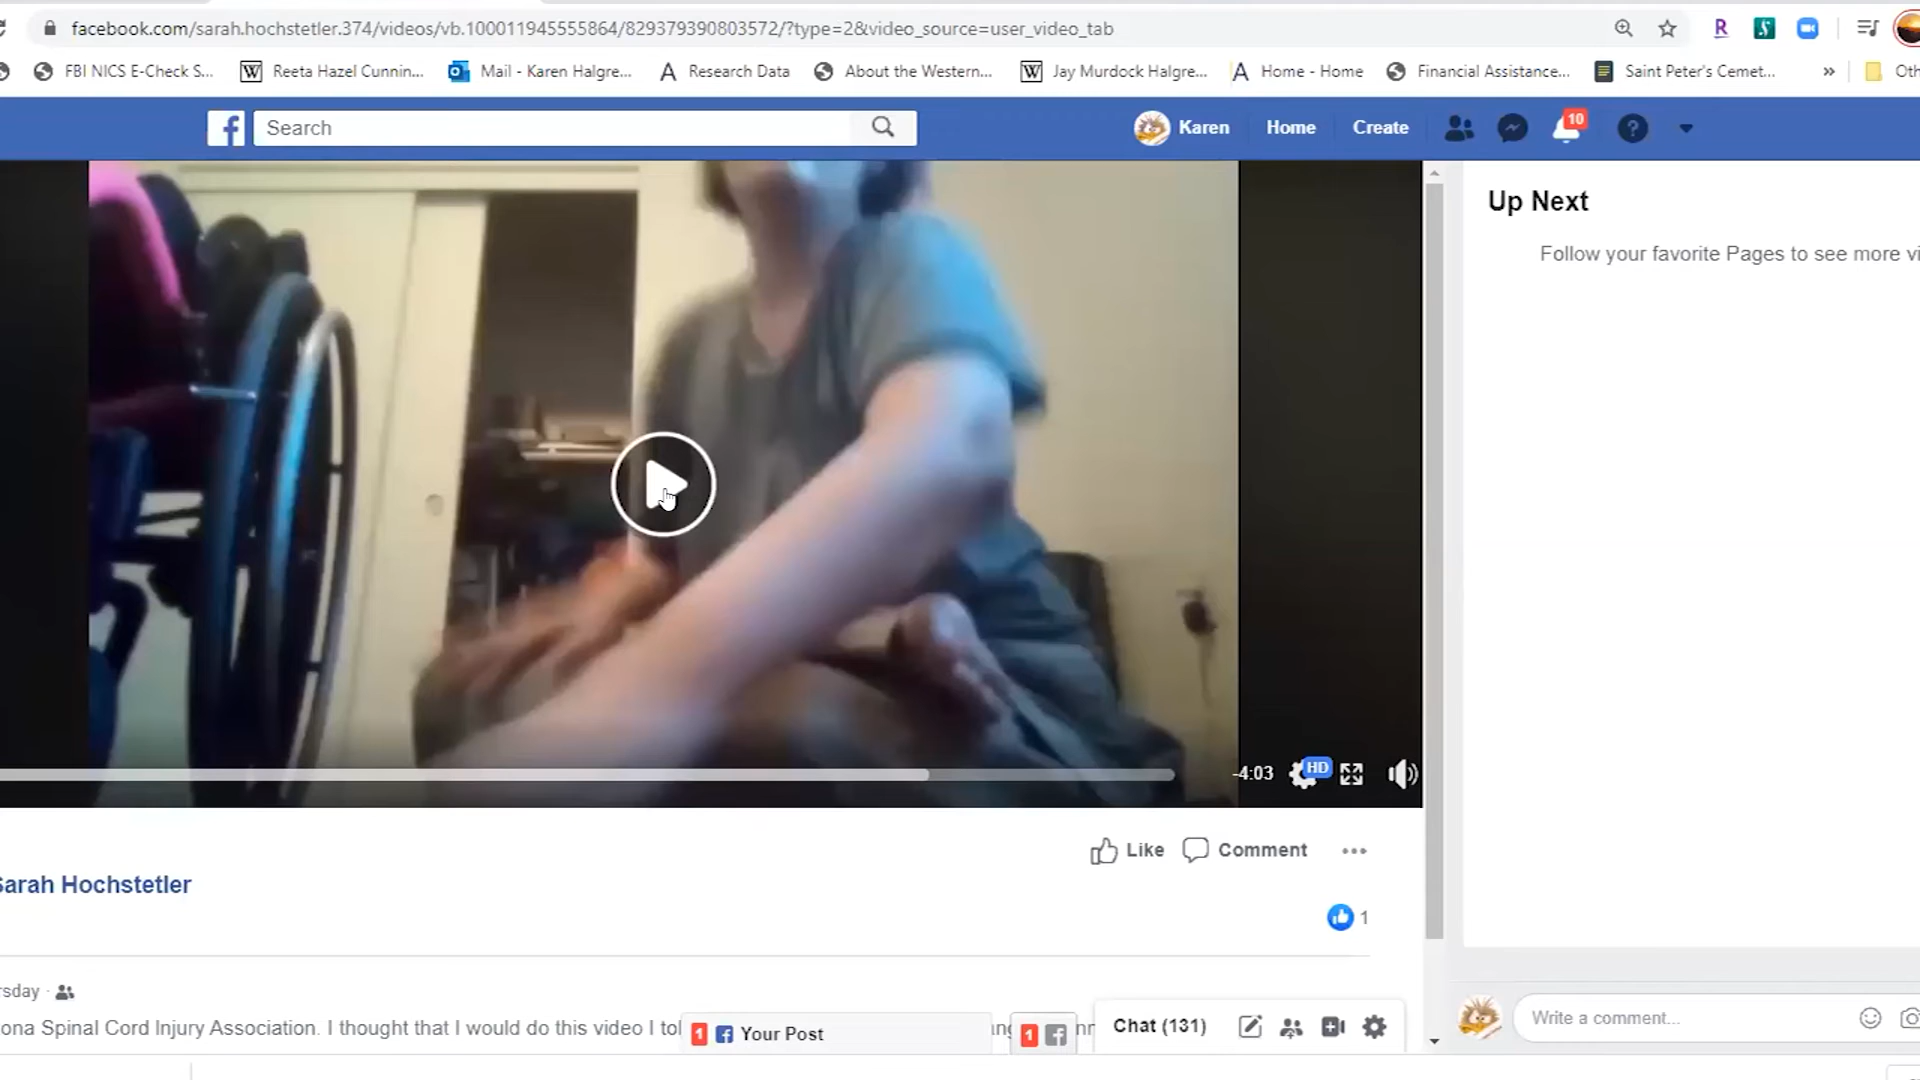 facebook.com/sarah.hochstetler.374/videos/vb.100011945555864/829379390803572/?type=2&video_source=user_video_tab
FBI NICS E-Check S... Reeta Hazel Cunnin... Mail - Karen Halgre... Research Data About the Western... Jay Murdock Halgre... Home - Home Financial Assistance... Saint Peter's Cemet... » Oth
Search Karen Home Create 10
Up Next
Follow your favorite Pages to see more vi
-4:03 HD
Like Comment
Sarah Hochstetler
1
rsday
ona Spinal Cord Injury Association. I thought that I would do this video I tol
1 Your Post 1 Chat (131) Write a comment...